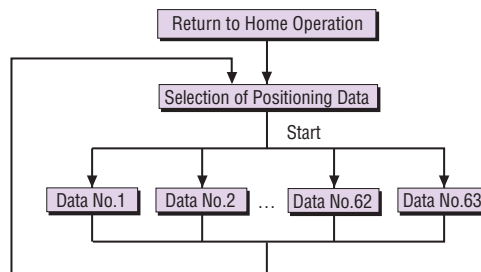 Return to Home Operation
Selection of Positioning Data
Start
Data No.1 Data No.2 ... Data No.62 Data No.63